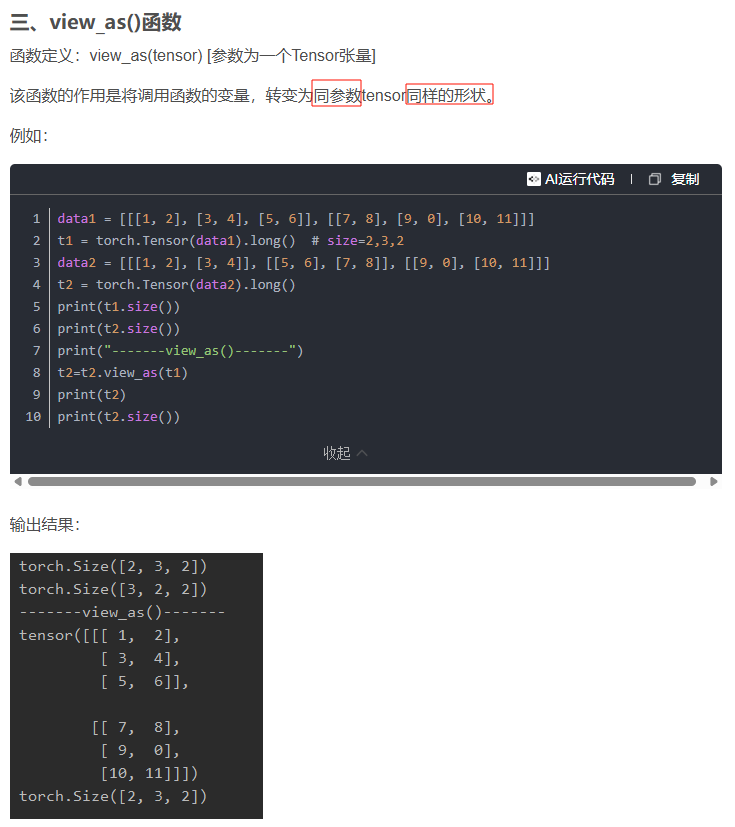 三、view_as()函数
函数定义：view_as(tensor) [参数为一个Tensor张量]
该函数的作用是将调用函数的变量，转变为同参数tensor同样的形状。
例如：
AI运行代码 | 复制
1 data1 = [[[1, 2], [3, 4], [5, 6]], [[7, 8], [9, 0], [10, 11]]]
2 t1 = torch.Tensor(data1).long()  # size=2,3,2
3 data2 = [[[1, 2], [3, 4]], [[5, 6], [7, 8]], [[9, 0], [10, 11]]]
4 t2 = torch.Tensor(data2).long()
5 print(t1.size())
6 print(t2.size())
7 print("-------view_as()-------")
8 t2=t2.view_as(t1)
9 print(t2)
10 print(t2.size())
收起
输出结果：
torch.Size([2, 3, 2])
torch.Size([3, 2, 2])
-------view_as()-------
tensor([[[ 1,  2],
         [ 3,  4],
         [ 5,  6]],
        [[ 7,  8],
         [ 9,  0],
         [10, 11]]])
torch.Size([2, 3, 2])